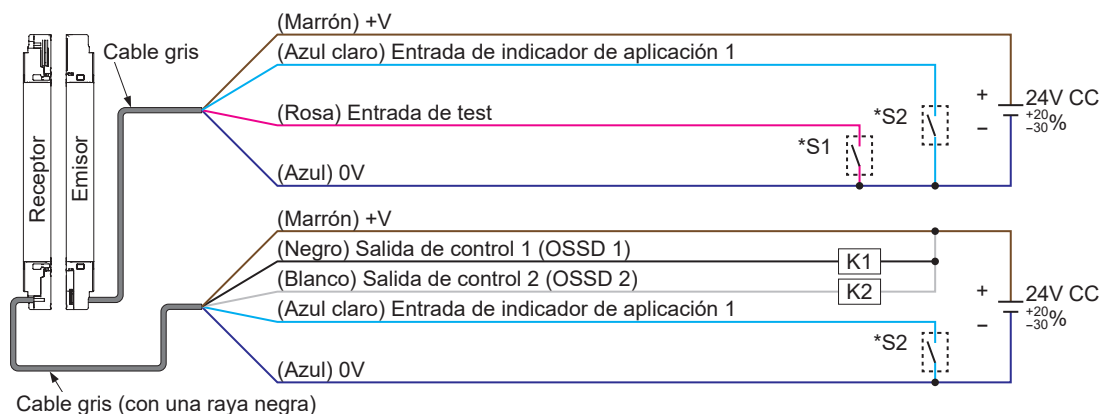 (Marrón) +V
Cable gris
(Azul claro) Entrada de indicador de aplicación 1
(Rosa) Entrada de test
*S1
*S2
+
−
24V CC
+20
−30 %
(Azul) 0V
Receptor
Emisor
(Marrón) +V
(Negro) Salida de control 1 (OSSD 1)
K1
(Blanco) Salida de control 2 (OSSD 2)
K2
(Azul claro) Entrada de indicador de aplicación 1
*S2
+
−
24V CC
+20
−30 %
(Azul) 0V
Cable gris (con una raya negra)